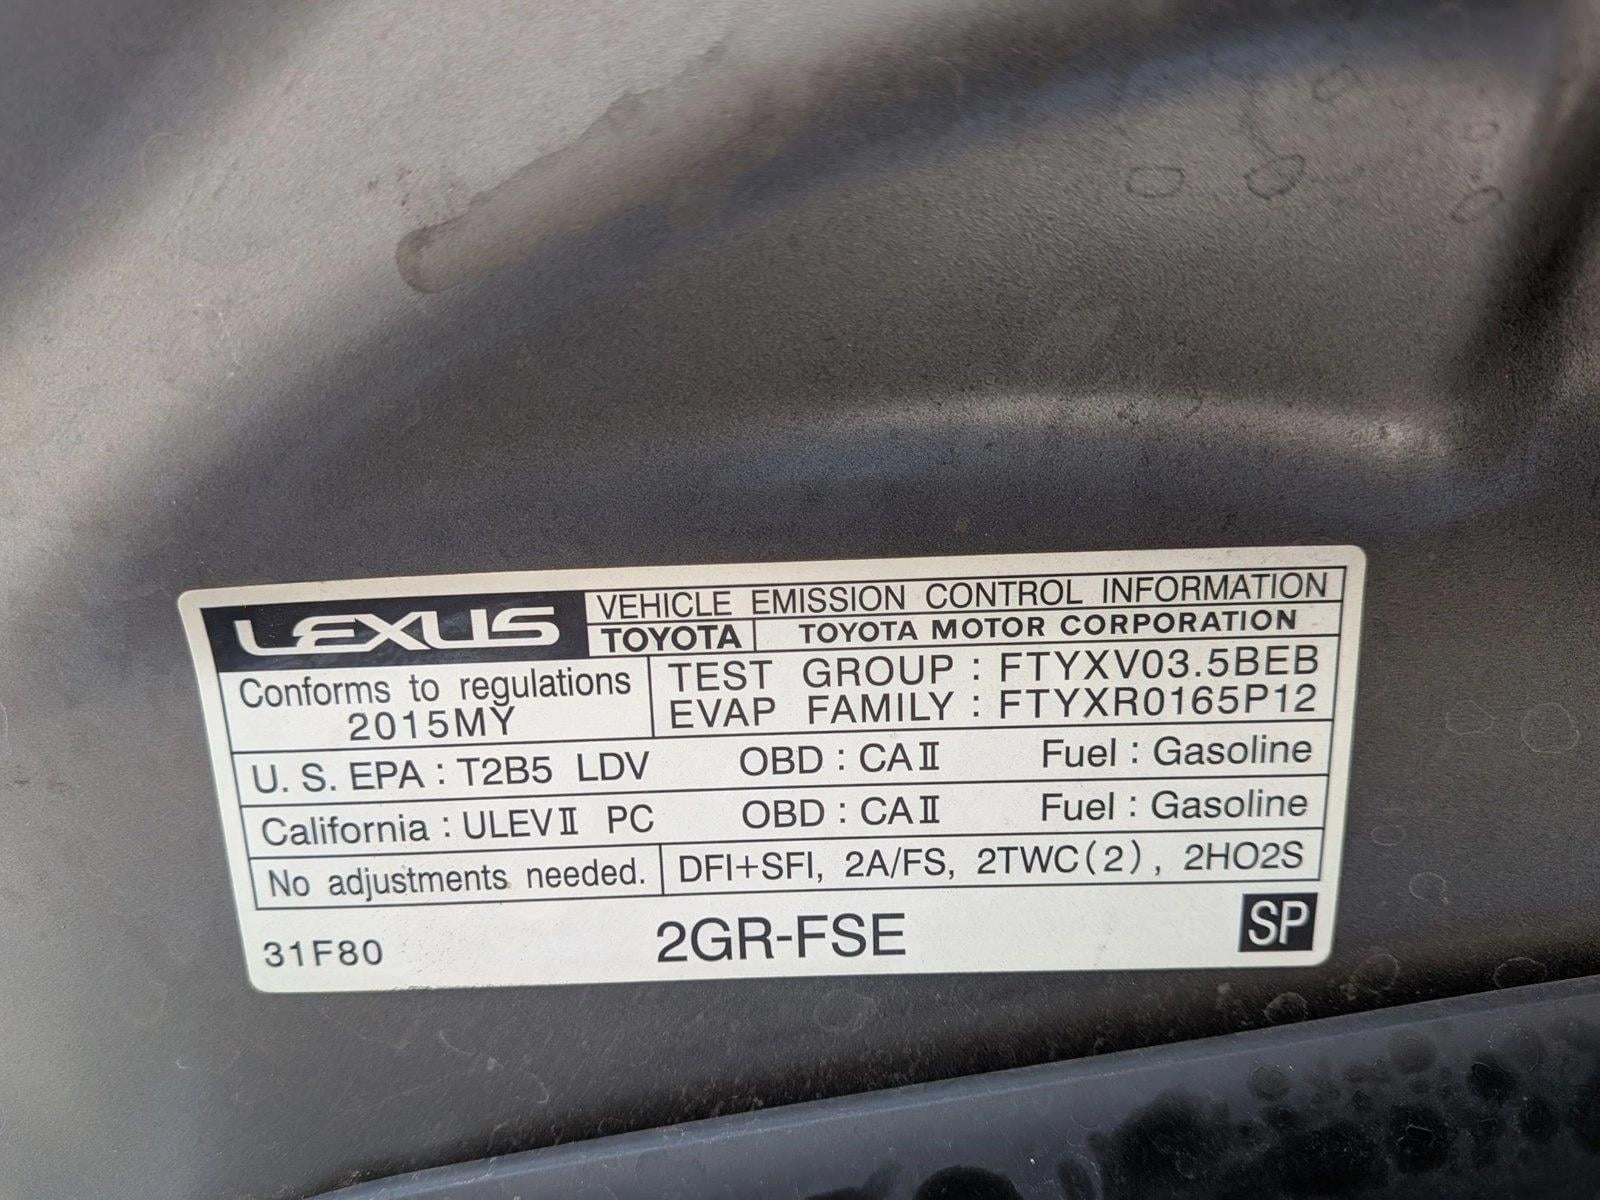 LEXUS
VEHICLE EMISSION CONTROL INFORMATION
TOYOTA TOYOTA MOTOR CORPORATION
Conforms to regulations
2015MY
TEST GROUP : FTYXV03.5BEB
EVAP FAMILY : FTYXR0165P12
U. S. EPA : T2B5 LDV OBD : CAⅡ Fuel : Gasoline
California : ULEVⅡ PC OBD : CAⅡ Fuel : Gasoline
No adjustments needed. DFI+SFI, 2A/FS, 2TWC(2), 2HO2S
31F80 2GR-FSE SP